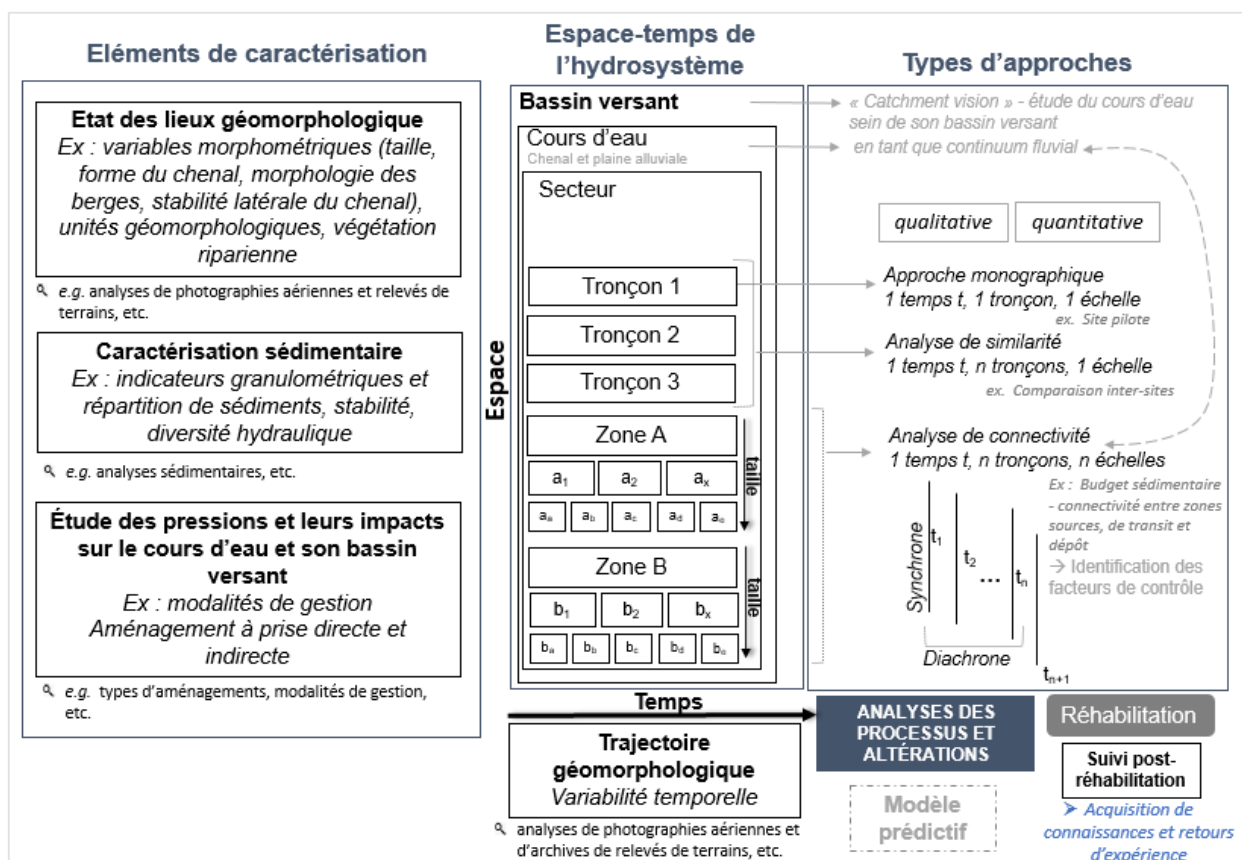 Eléments de caractérisation
Etat des lieux géomorphologique
Ex : variables morphométriques (taille,
forme du chenal, morphologie des
berges, stabilité latérale du chenal),
unités géomorphologiques, végétation
riparienne
e.g. analyses de photographies aériennes et relevés de
terrains, etc.
Caractérisation sédimentaire
Ex : indicateurs granulométriques et
répartition de sédiments, stabilité,
diversité hydraulique
e.g. analyses sédimentaires, etc.
Étude des pressions et leurs impacts
sur le cours d'eau et son bassin
versant
Ex : modalités de gestion
Aménagement à prise directe et
indirecte
e.g. types d'aménagements, modalités de gestion,
etc.
Espace-temps de
l'hydrosystème
Espace
Bassin versant
Cours d'eau
Chenal et plaine alluviale
Secteur
Tronçon 1
Tronçon 2
Tronçon 3
Zone A
a1 a2 ax
aa ab ac ad ae
taille
Zone B
b1 b2 bx
ba bb bc bd be
taille
Temps
Trajectoire
géomorphologique
Variabilité temporelle
analyses de photographies aériennes et
d'archives de relevés de terrains, etc.
Types d'approches
« Catchment vision » - étude du cours d'eau
sein de son bassin versant
en tant que continuum fluvial
qualitative quantitative
Approche monographique
1 temps t, 1 tronçon, 1 échelle
ex. Site pilote
Analyse de similarité
1 temps t, n tronçons, 1 échelle
ex. Comparaison inter-sites
Analyse de connectivité
1 temps t, n tronçons, n échelles
Ex : Budget sédimentaire
- connectivité entre zones
sources, de transit et
dépôt
→ Identification des
facteurs de contrôle
Synchrone
t1
t2
...
tn
Diachrone
tn+1
ANALYSES DES
PROCESSUS ET
ALTÉRATIONS
Modèle
prédictif
Réhabilitation
Suivi post-
réhabilitation
➤ Acquisition de
connaissances et retours
d'expérience